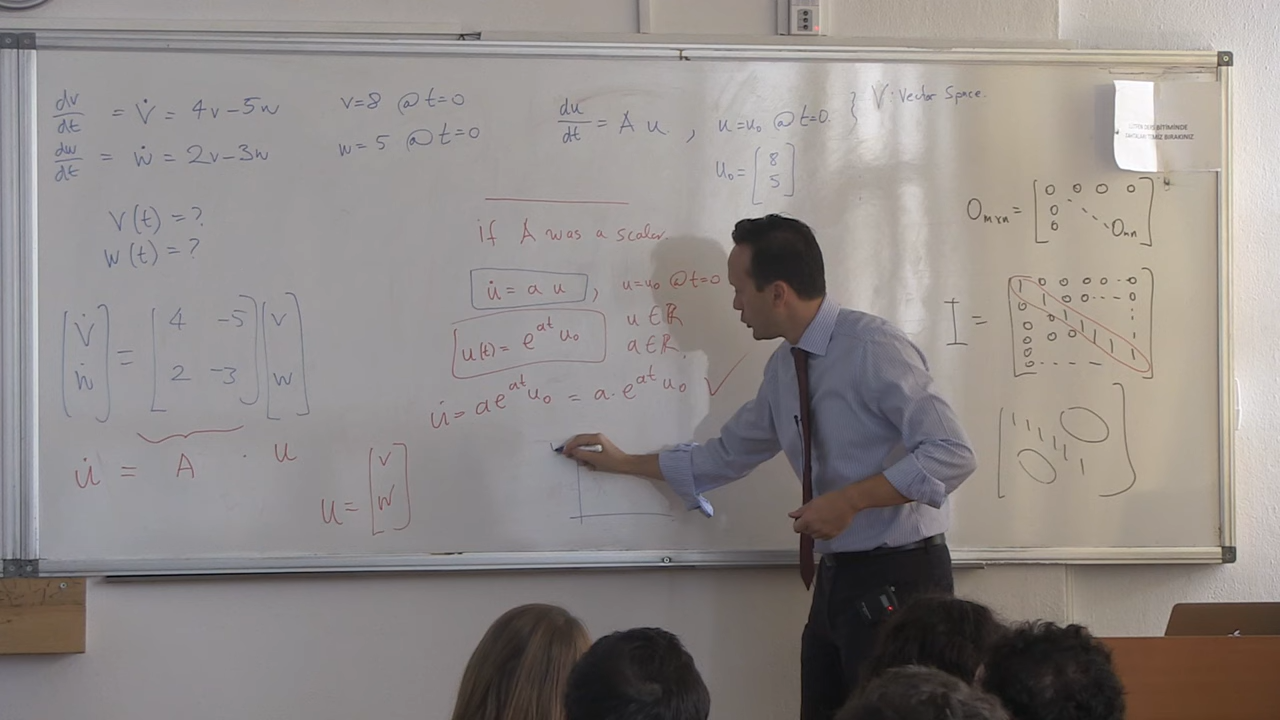 dv/dt = v̇ = 4v-5w
dw/dt = ẇ = 2v-3w
v=8 @t=0
w=5 @t=0
v(t)=?
w(t)=?
[v̇ ẇ] = [4 -5 2 -3] [v w]
u̇ = A . u
u = [v w]
du/dt = A u , u=u₀ @t=0. } V: Vector Space.
u₀ = [8 5]
if A was a scalar
u̇ = a u , u=u₀ @t=0
u∈ℝ
a∈ℝ
u(t) = e^at u₀
u̇ = a e^at u₀ = a.e^at u₀ ✓
O m×n = [0 0 0 0 0 0 0mn]
I =